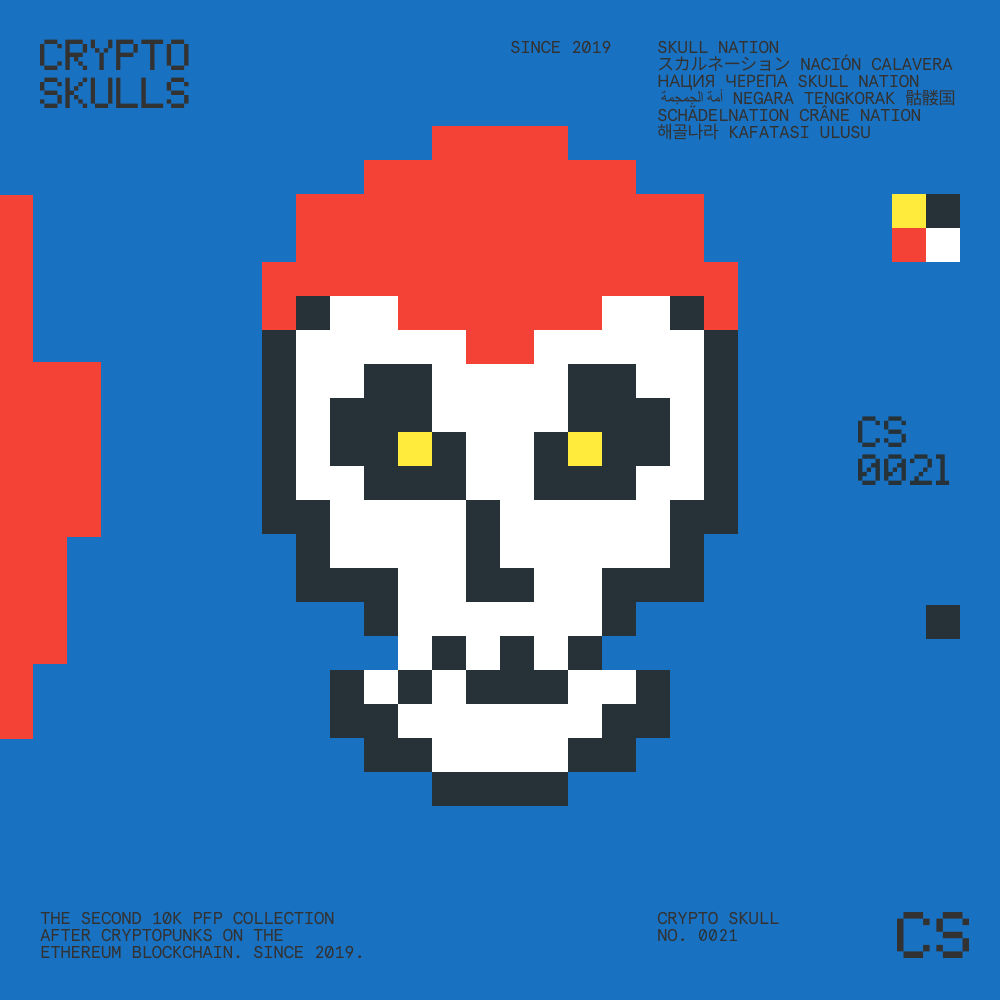 CRYPTO
SKULLS
SINCE 2019
SKULL NATION
スカルネーション NACIÓN CALAVERA
НАЦИЯ ЧЕРЕПА SKULL NATION
أمة الجمجمة NEGARA TENGKORAK 骷髅国
SCHÄDELNATION CRÂNE NATION
해골나라 KAFATASI ULUSU
CS
0021
THE SECOND 10K PFP COLLECTION
AFTER CRYPTOPUNKS ON THE
ETHEREUM BLOCKCHAIN. SINCE 2019.
CRYPTO SKULL
NO. 0021
CS